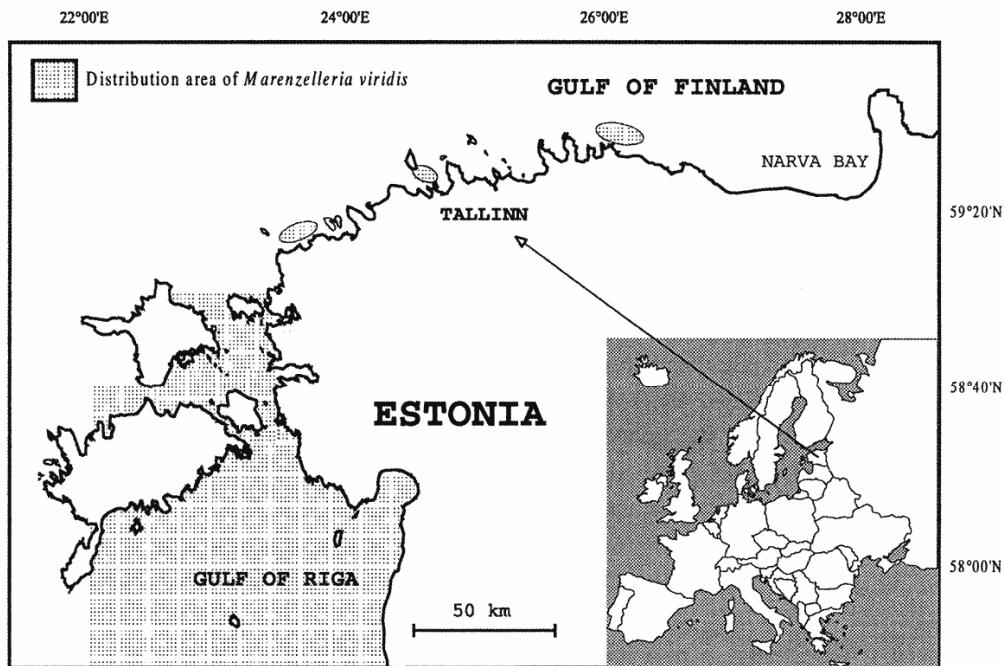 22°00'E 24°00'E 26°00'E 28°00'E
Distribution area of Marenzelleria viridis
GULF OF FINLAND
NARVA BAY
TALLINN
59°20'N
58°40'N
ESTONIA
58°00'N
GULF OF RIGA
50 km